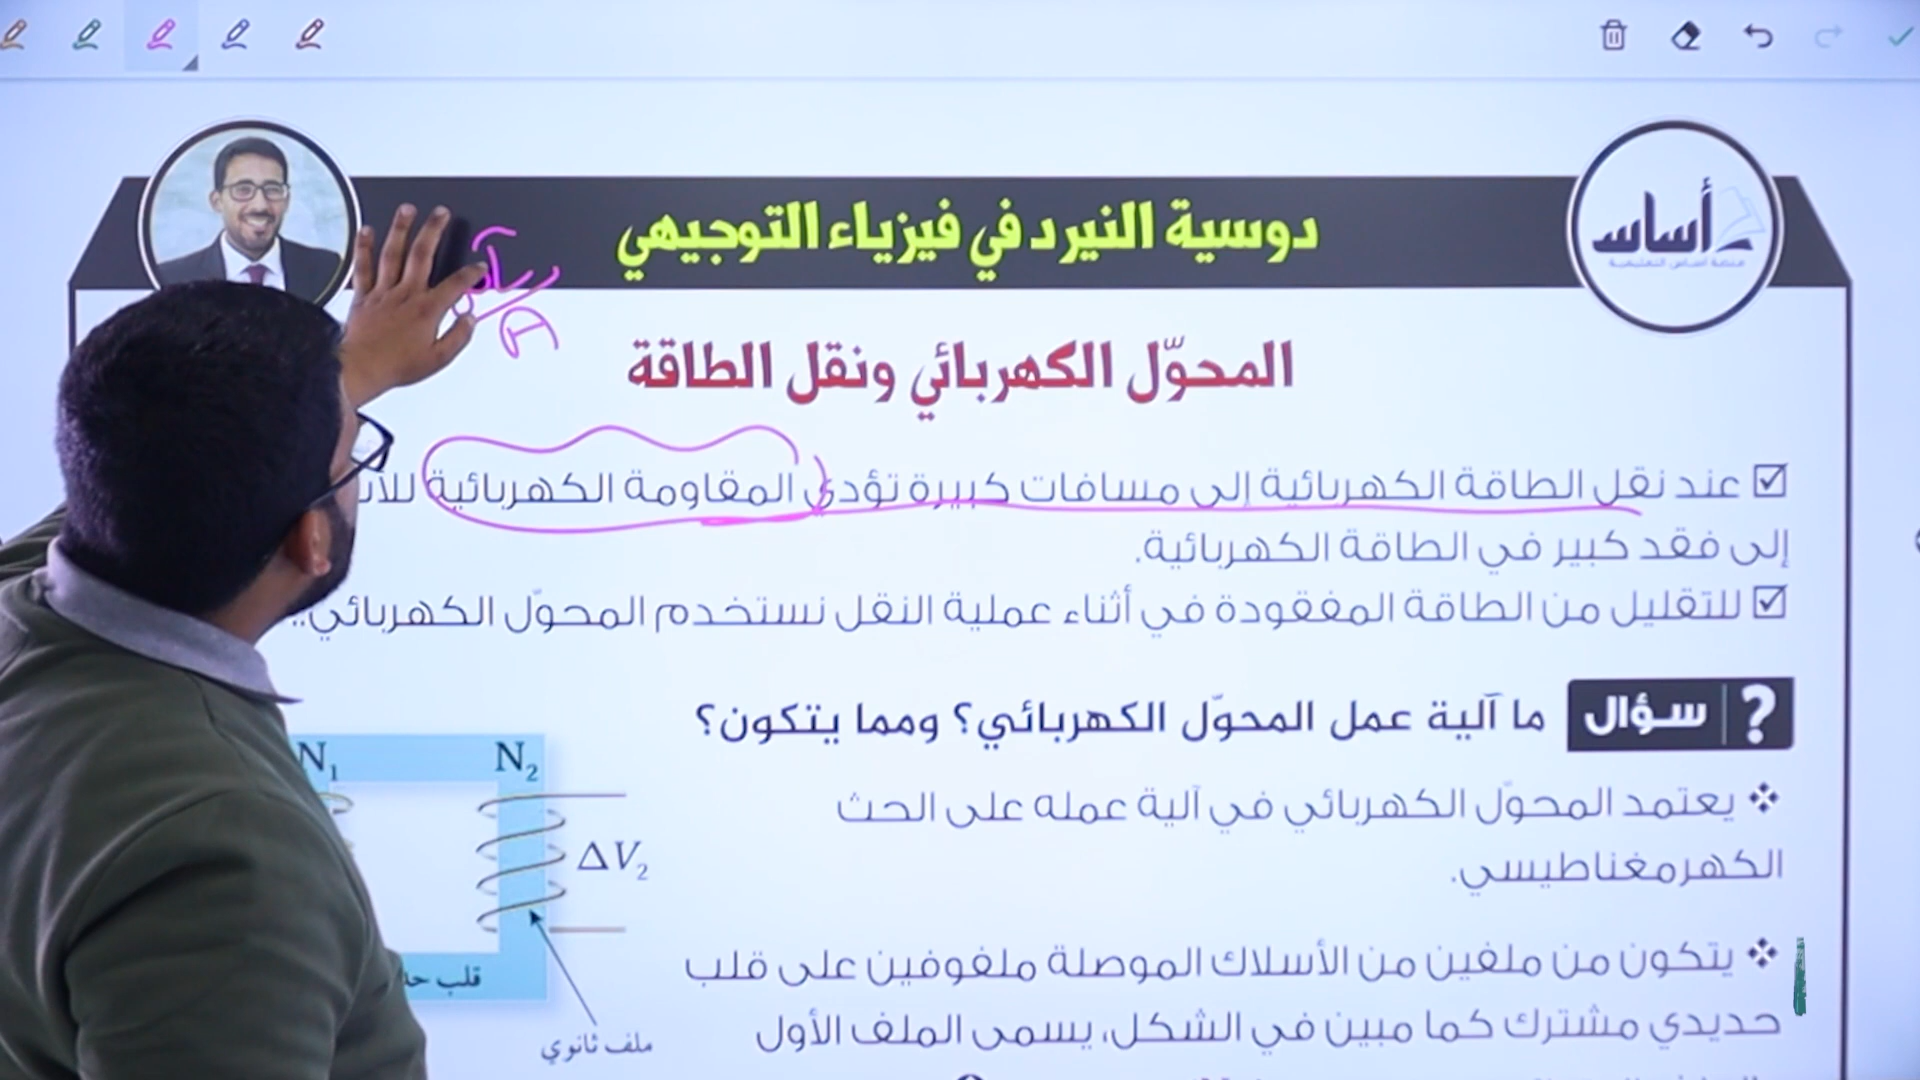 دوسية النيرد في فيزياء التوجيهي
أساس
منصة أساس التعليمية
المحوّل الكهربائي ونقل الطاقة
عند نقل الطاقة الكهربائية إلى مسافات كبيرة تؤدي المقاومة الكهربائية
إلى فقد كبير في الطاقة الكهربائية.
للتقليل من الطاقة المفقودة في أثناء عملية النقل نستخدم المحوّل الكهربائي.
؟ سؤال ما آلية عمل المحوّل الكهربائي؟ ومما يتكون؟
يعتمد المحوّل الكهربائي في آلية عمله على الحث
الكهرمغناطيسي.
يتكون من ملفين من الأسلاك الموصلة ملفوفين على قلب
حديدي مشترك كما مبين في الشكل، يسمى الملف الأول
N₁ N₂
ΔV₂
قلب
ملف ثانوي